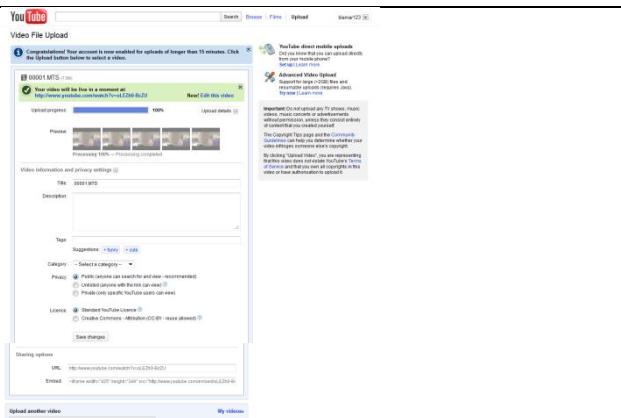 YouTube
Search
Browse | Films | Upload
Video File Upload
Congratulations! Your account is now enabled for uploads of longer than 15 minutes. Click
the Upload button below to select a video.
00001.MTS
Your video will be live in a moment at:
New! Edit this video
Upload progress:
100%
Upload details
Preview:
Processing 100% -- Processing completed
Video information and privacy settings
Title:
00001.MTS
Description:
Tags:
Suggestions: + funny + cute
Category:
-- Select a category --
Privacy:
Public (anyone can search for and view - recommended)
Unlisted (anyone with the link can view)
Private (only specific YouTube users can view)
Licence:
Standard YouTube Licence
Creative Commons - Attribution (CC-BY - reuse allowed)
Save changes
Sharing options
URL:
Embed:
Upload another video
My videos
YouTube direct mobile uploads
Did you know that you can upload directly
from your mobile phone?
Set up | Learn more
Advanced Video Upload
Support for large (>2GB) files and
resumable uploads (requires Java).
Try now | Learn more
Important: Do not upload any TV shows, music
videos, music concerts or advertisements
without permission, unless they consist entirely
of content that you created yourself.
The Copyright Tips page and the Community
Guidelines can help you determine whether your
video infringes someone else's copyright.
By clicking "Upload Video", you are representing
that this video does not violate YouTube's Terms
of Service and that you own all copyrights in this
video or have authorisation to upload it.